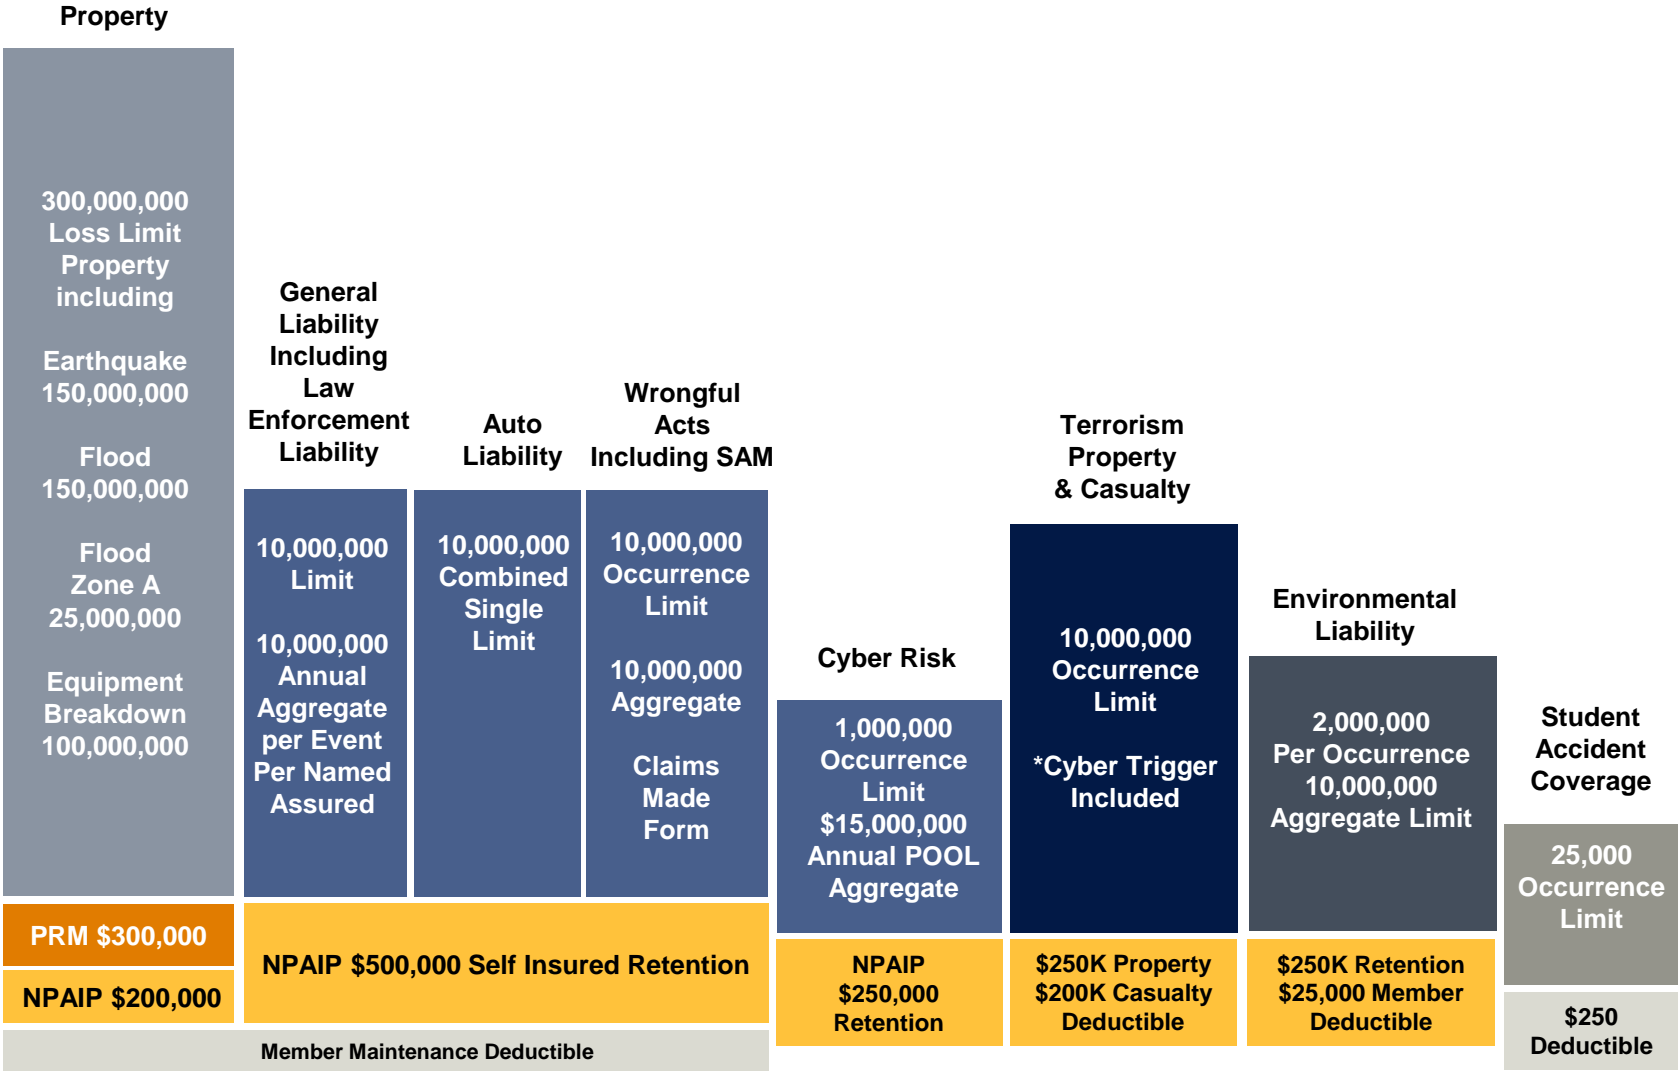 Property
300,000,000
Loss Limit
Property
including
Earthquake
150,000,000
Flood
150,000,000
Flood
Zone A
25,000,000
Equipment
Breakdown
100,000,000
PRM $300,000
NPAIP $200,000
General
Liability
Including
Law
Enforcement
Liability
10,000,000
Limit
10,000,000
Annual
Aggregate
per Event
Per Named
Assured
Auto
Liability
10,000,000
Combined
Single
Limit
Wrongful
Acts
Including SAM
10,000,000
Occurrence
Limit
10,000,000
Aggregate
Claims
Made
Form
NPAIP $500,000 Self Insured Retention
Member Maintenance Deductible
Cyber Risk
1,000,000
Occurrence
Limit
$15,000,000
Annual POOL
Aggregate
NPAIP
$250,000
Retention
Terrorism
Property
& Casualty
10,000,000
Occurrence
Limit
*Cyber Trigger
Included
$250K Property
$200K Casualty
Deductible
Environmental
Liability
2,000,000
Per Occurrence
10,000,000
Aggregate Limit
$250K Retention
$25,000 Member
Deductible
Student
Accident
Coverage
25,000
Occurrence
Limit
$250
Deductible